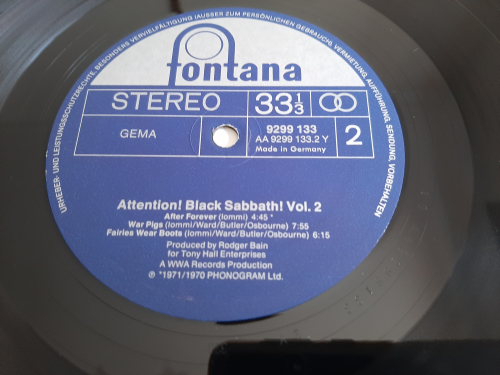 URHEBER- UND LEISTUNGSSCHUTZRECHTE, BESONDERS VERVIELFÄLTIGUNG (AUSSER ZUM PERSÖNLICHEN GEBRAUCH), VERMIETUNG, AUFFÜHRUNG, SENDUNG, VORBEHALTEN
fontana
STEREO 33 1/3
GEMA 9299 133 2
AA 9299 133.2 Y
Made in Germany
Attention! Black Sabbath! Vol. 2
After Forever (Iommi) 4:45 *
War Pigs (Iommi/Ward/Butler/Osbourne) 7:55
Fairies Wear Boots (Iommi/Ward/Butler/Osbourne) 6:15
Produced by Rodger Bain
for Tony Hall Enterprises
A WWA Records Production
℗ *1971/1970 PHONOGRAM Ltd.